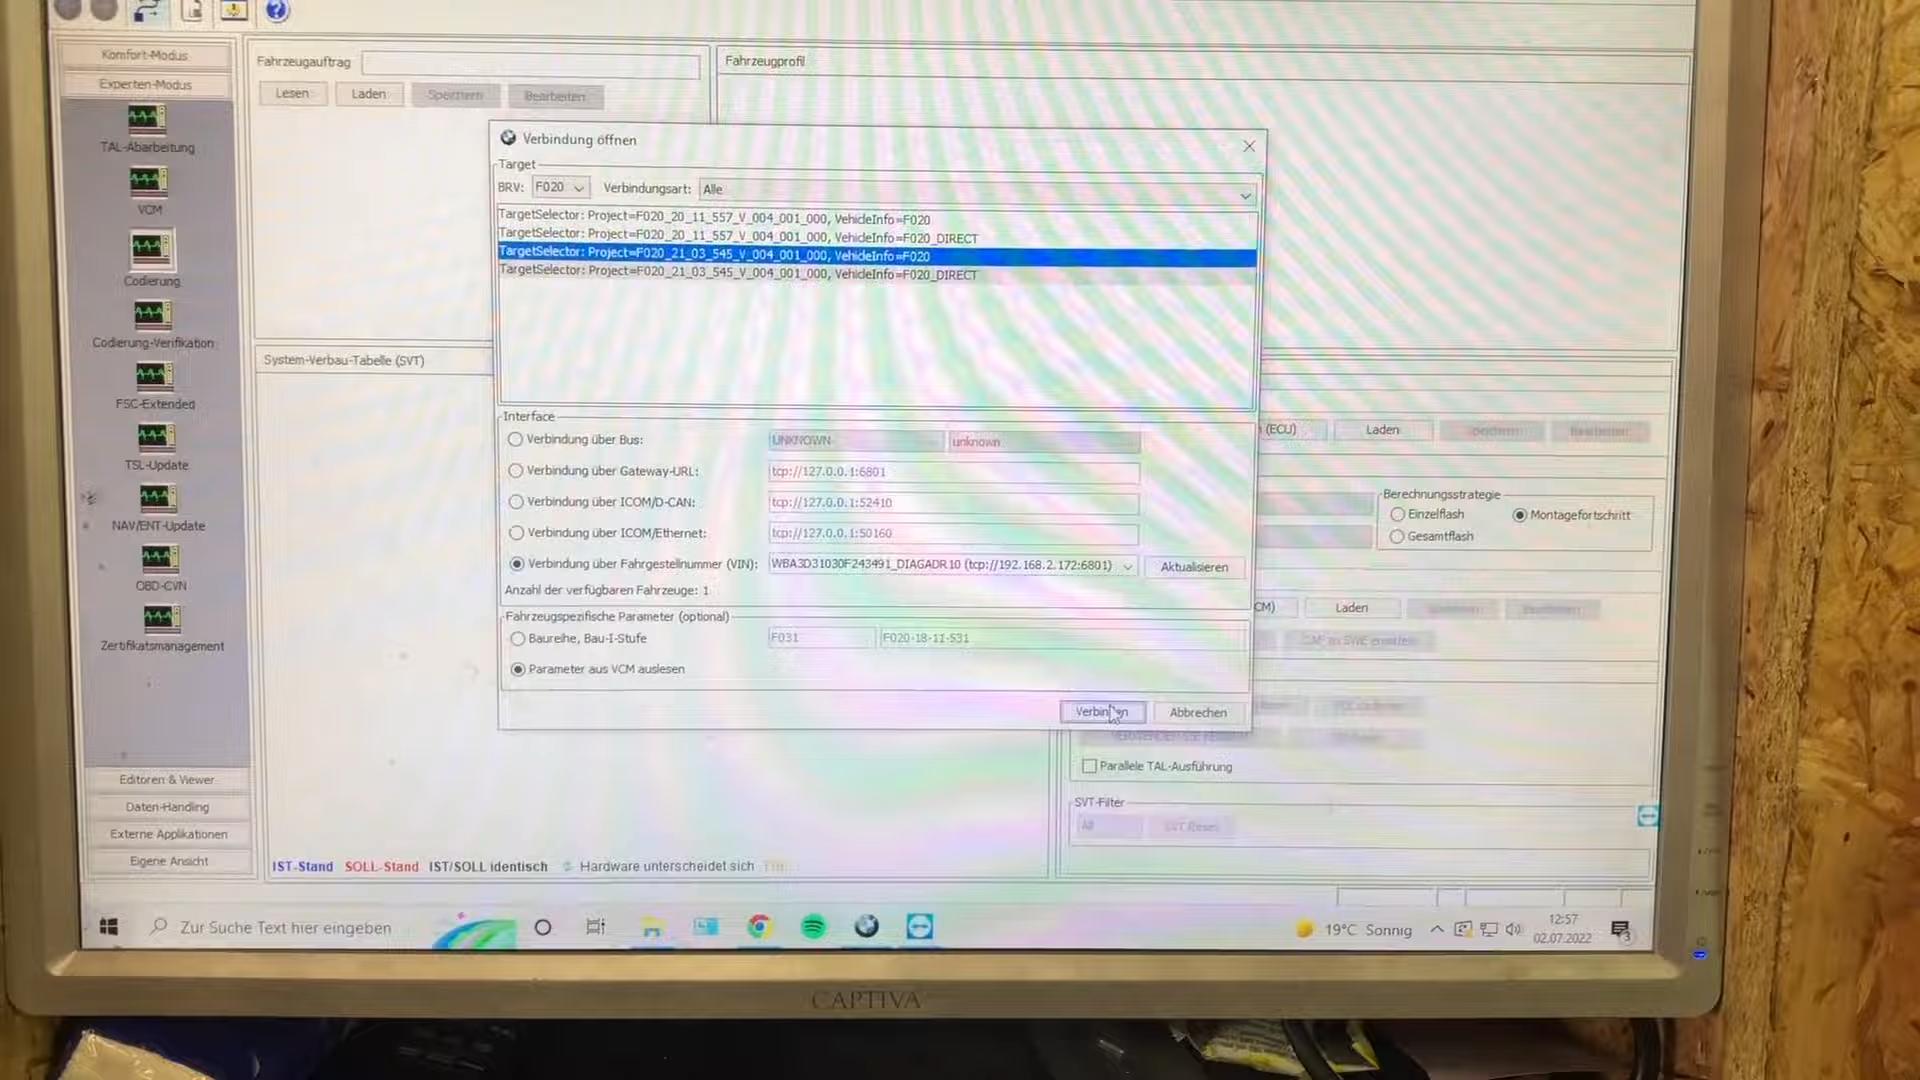 Komfort-Modus
Experten-Modus
TAL-Abarbeitung
VCM
Codierung
Codierung-Verifikation
FSC-Extended
TSL-Update
NAV/ENT-Update
OBD-CVN
Zertifikatsmanagement
Editoren & Viewer
Daten-Handling
Externe Applikationen
Eigene Ansicht
Fahrzeugauftrag
Lesen Laden Speichern Bearbeiten
Fahrzeugprofil
Verbindung öffnen
Target
BRV: F020 Verbindungsart: Alle
TargetSelector: Project=F020_20_11_557_V_004_001_000, VehicleInfo=F020
TargetSelector: Project=F020_20_11_557_V_004_001_000, VehicleInfo=F020_DIRECT
TargetSelector: Project=F020_21_03_545_V_004_001_000, VehicleInfo=F020
TargetSelector: Project=F020_21_03_545_V_004_001_000, VehicleInfo=F020_DIRECT
Interface
Verbindung über Bus: UNKNOWN unknown
Verbindung über Gateway-URL: tcp://127.0.0.1:6801
Verbindung über ICOM/D-CAN: tcp://127.0.0.1:52410
Verbindung über ICOM/Ethernet: tcp://127.0.0.1:50160
Verbindung über Fahrgestellnummer (VIN): WBA3D31030F243491_DIAGADR10 (tcp://192.168.2.172:6801) Aktualisieren
Anzahl der verfügbaren Fahrzeuge: 1
Fahrzeugspezifische Parameter (optional)
Baureihe, Bau-I-Stufe F031 F020-18-11-531
Parameter aus VCM auslesen
Verbinden Abbrechen
System-Verbau-Tabelle (SVT)
(ECU) Laden Speichern Bearbeiten
Berechnungsstrategie
Einzelflash Montagefortschritt
Gesamtflash
CM) Laden
Parallele TAL-Ausführung
SVT-Filter
All SVT Reset
IST-Stand SOLL-Stand IST/SOLL identisch Hardware unterscheidet sich
Zur Suche Text hier eingeben
19°C Sonnig
12:57
02.07.2022
3
CAPTIVA